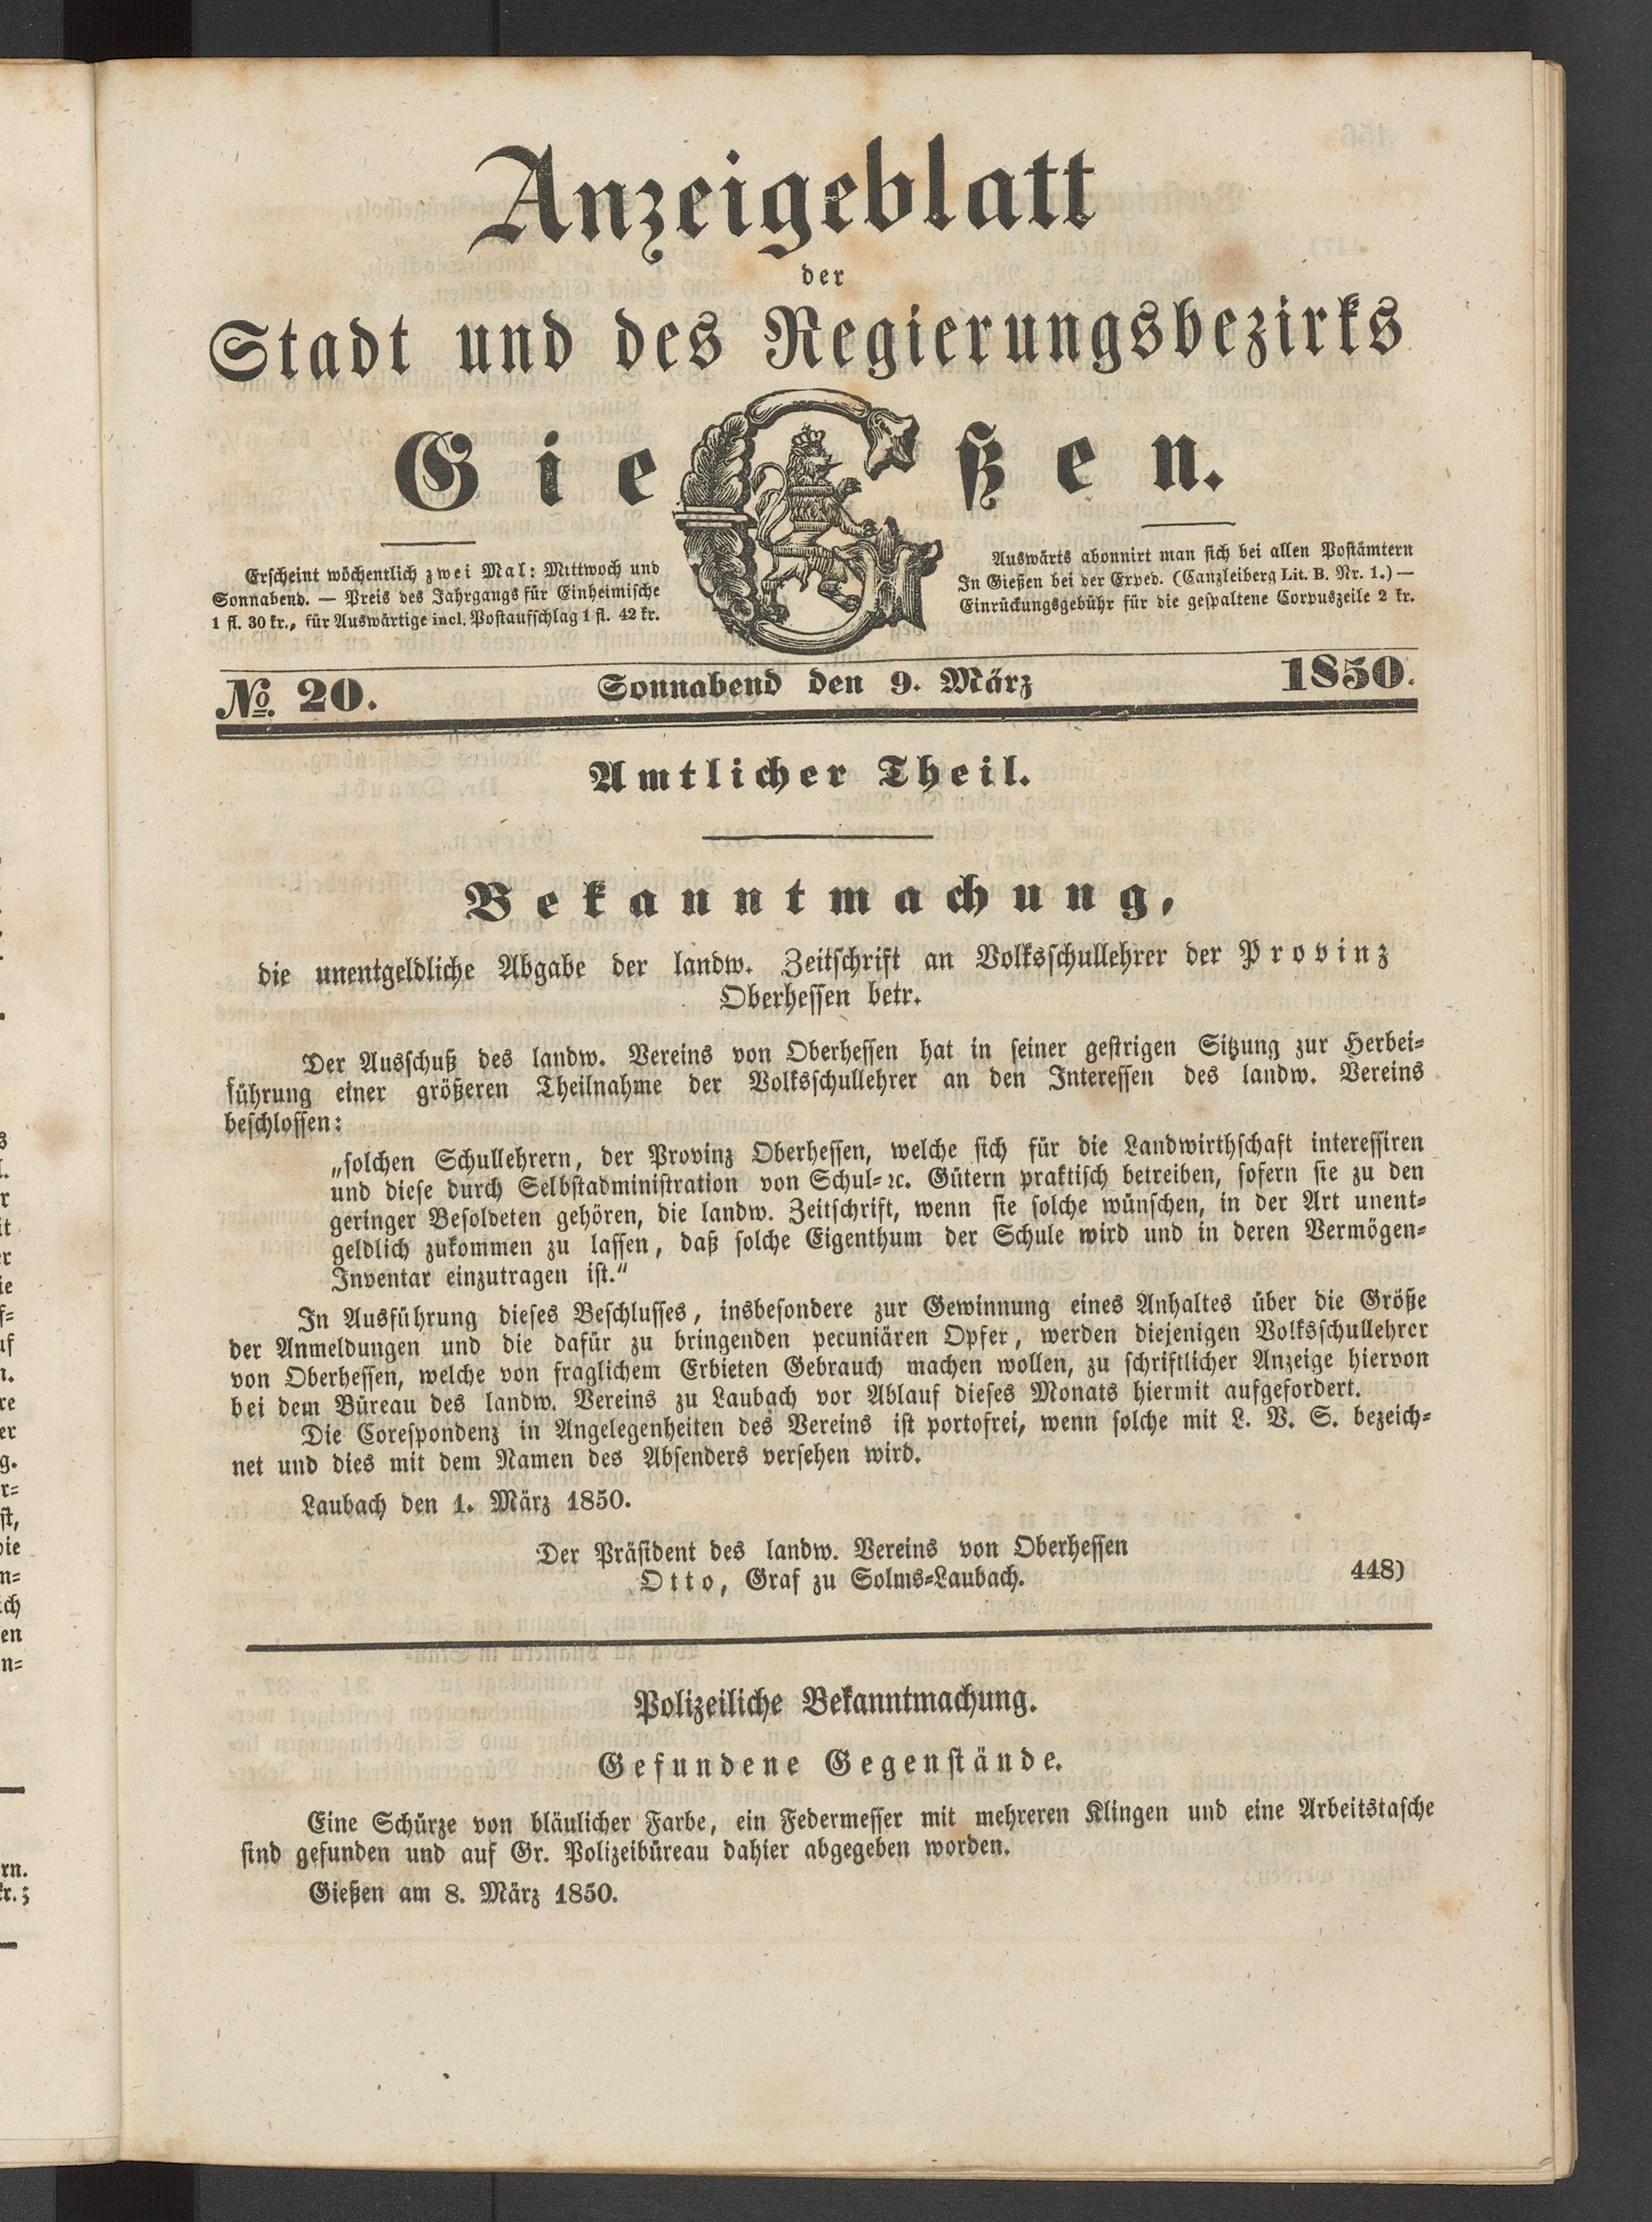 Anzeigeblatt
der
Stadt und des Regierungsbezirks
Gießen.
Erscheint wöchentlich zwei Mal: Mittwoch und
Sonnabend. — Preis des Jahrgangs für Einheimische
1 fl. 30 kr., für Auswärtige incl. Postaufschlag 1 fl. 42 kr.
Auswärts abonnirt man sich bei allen Postämtern
In Gießen bei der Exped. (Canzleiberg Lit. B. Nr. 1.) —
Einrückungsgebühr für die gespaltene Corpuszeile 2 kr.
No. 20. Sonnabend den 9. März 1850.
Amtlicher Theil.
Bekanntmachung,
die unentgeldliche Abgabe der landw. Zeitschrift an Volksschullehrer der Provinz
Oberhessen betr.
Der Ausschuß des landw. Vereins von Oberhessen hat in seiner gestrigen Sitzung zur Herbei-
führung einer größeren Theilnahme der Volksschullehrer an den Interessen des landw. Vereins
beschlossen:
„solchen Schullehrern, der Provinz Oberhessen, welche sich für die Landwirthschaft interessiren
und diese durch Selbstadministration von Schul- ꝛc. Gütern praktisch betreiben, sofern sie zu den
geringer Besoldeten gehören, die landw. Zeitschrift, wenn sie solche wünschen, in der Art unent-
geldlich zukommen zu lassen, daß solche Eigenthum der Schule wird und in deren Vermögen-
Inventar einzutragen ist.“
In Ausführung dieses Beschlusses, insbesondere zur Gewinnung eines Anhaltes über die Größe
der Anmeldungen und die dafür zu bringenden pecuniären Opfer, werden diejenigen Volksschullehrer
von Oberhessen, welche von fraglichem Erbieten Gebrauch machen wollen, zu schriftlicher Anzeige hiervon
bei dem Büreau des landw. Vereins zu Laubach vor Ablauf dieses Monats hiermit aufgefordert.
Die Corespondenz in Angelegenheiten des Vereins ist portofrei, wenn solche mit L. V. S. bezeich-
net und dies mit dem Namen des Absenders versehen wird.
Laubach den 1. März 1850.
Der Präsident des landw. Vereins von Oberhessen
Otto, Graf zu Solms-Laubach. 448)
Polizeiliche Bekanntmachung.
Gefundene Gegenstände.
Eine Schürze von bläulicher Farbe, ein Federmesser mit mehreren Klingen und eine Arbeitstasche
sind gefunden und auf Gr. Polizeibüreau dahier abgegeben worden.
Gießen am 8. März 1850.